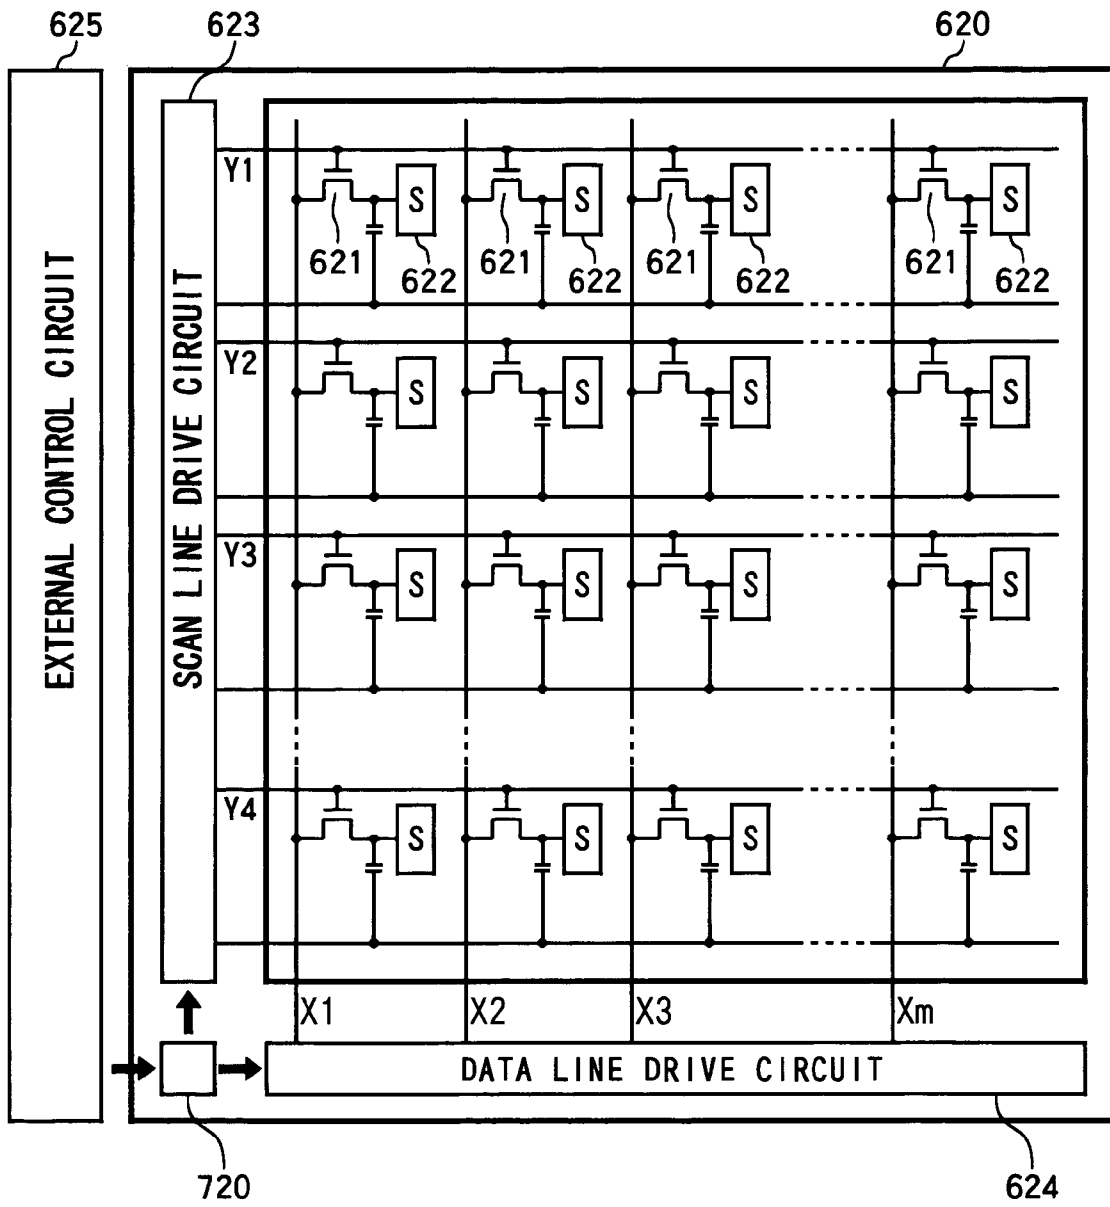 625 623 620
EXTERNAL CONTROL CIRCUIT
SCAN LINE DRIVE CIRCUIT
Y1
S S S S
621 622 621 622 621 622 621 622
Y2
S S S S
Y3
S S S S
Y4
S S S S
X1 X2 X3 Xm
DATA LINE DRIVE CIRCUIT
720 624